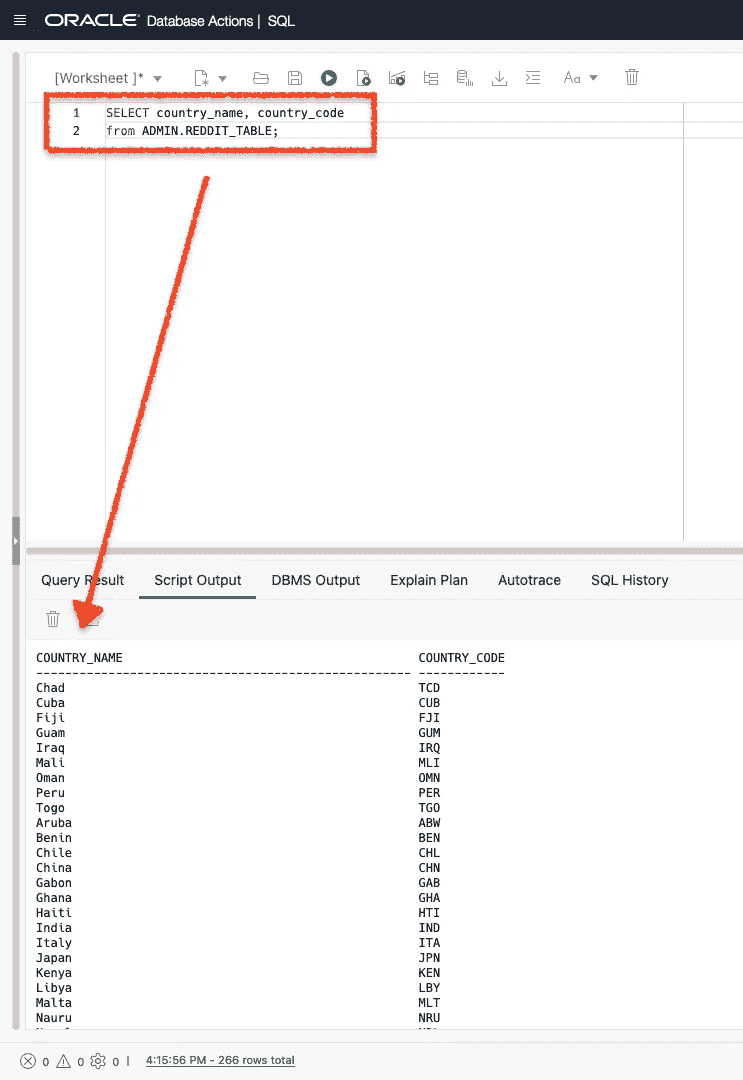 ORACLE Database Actions | SQL
[Worksheet ]*
Aa
1 SELECT country_name, country_code
2 from ADMIN.REDDIT_TABLE;
Query Result Script Output DBMS Output Explain Plan Autotrace SQL History
COUNTRY_NAME COUNTRY_CODE
-------------------------------------------------- ------------
Chad TCD
Cuba CUB
Fiji FJI
Guam GUM
Iraq IRQ
Mali MLI
Oman OMN
Peru PER
Togo TGO
Aruba ABW
Benin BEN
Chile CHL
China CHN
Gabon GAB
Ghana GHA
Haiti HTI
India IND
Italy ITA
Japan JPN
Kenya KEN
Libya LBY
Malta MLT
Nauru NRU
0 0 0 | 4:15:56 PM - 266 rows total